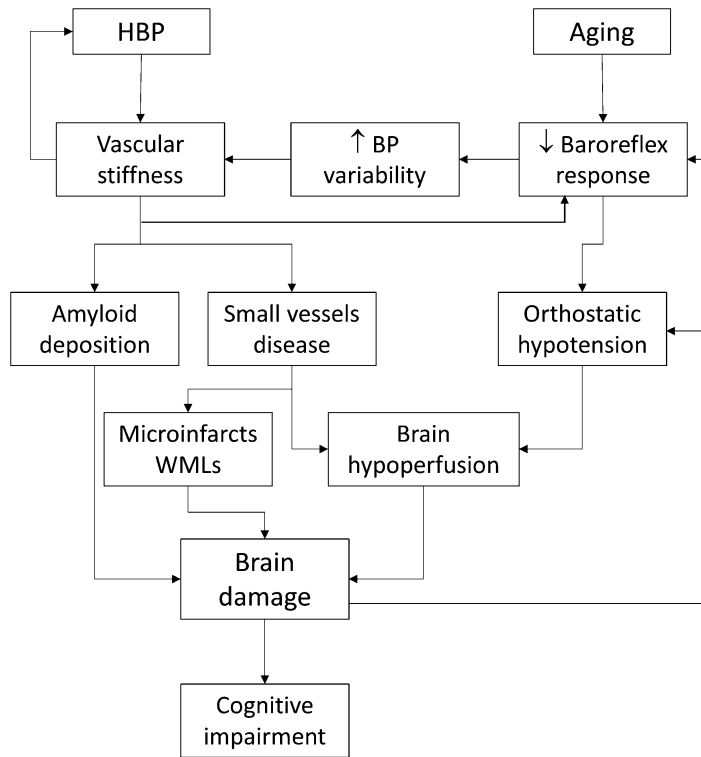 HBP
Aging
Vascular
stiffness
↑ BP
variability
↓ Baroreflex
response
Amyloid
deposition
Small vessels
disease
Orthostatic
hypotension
Microinfarcts
WMLs
Brain
hypoperfusion
Brain
damage
Cognitive
impairment